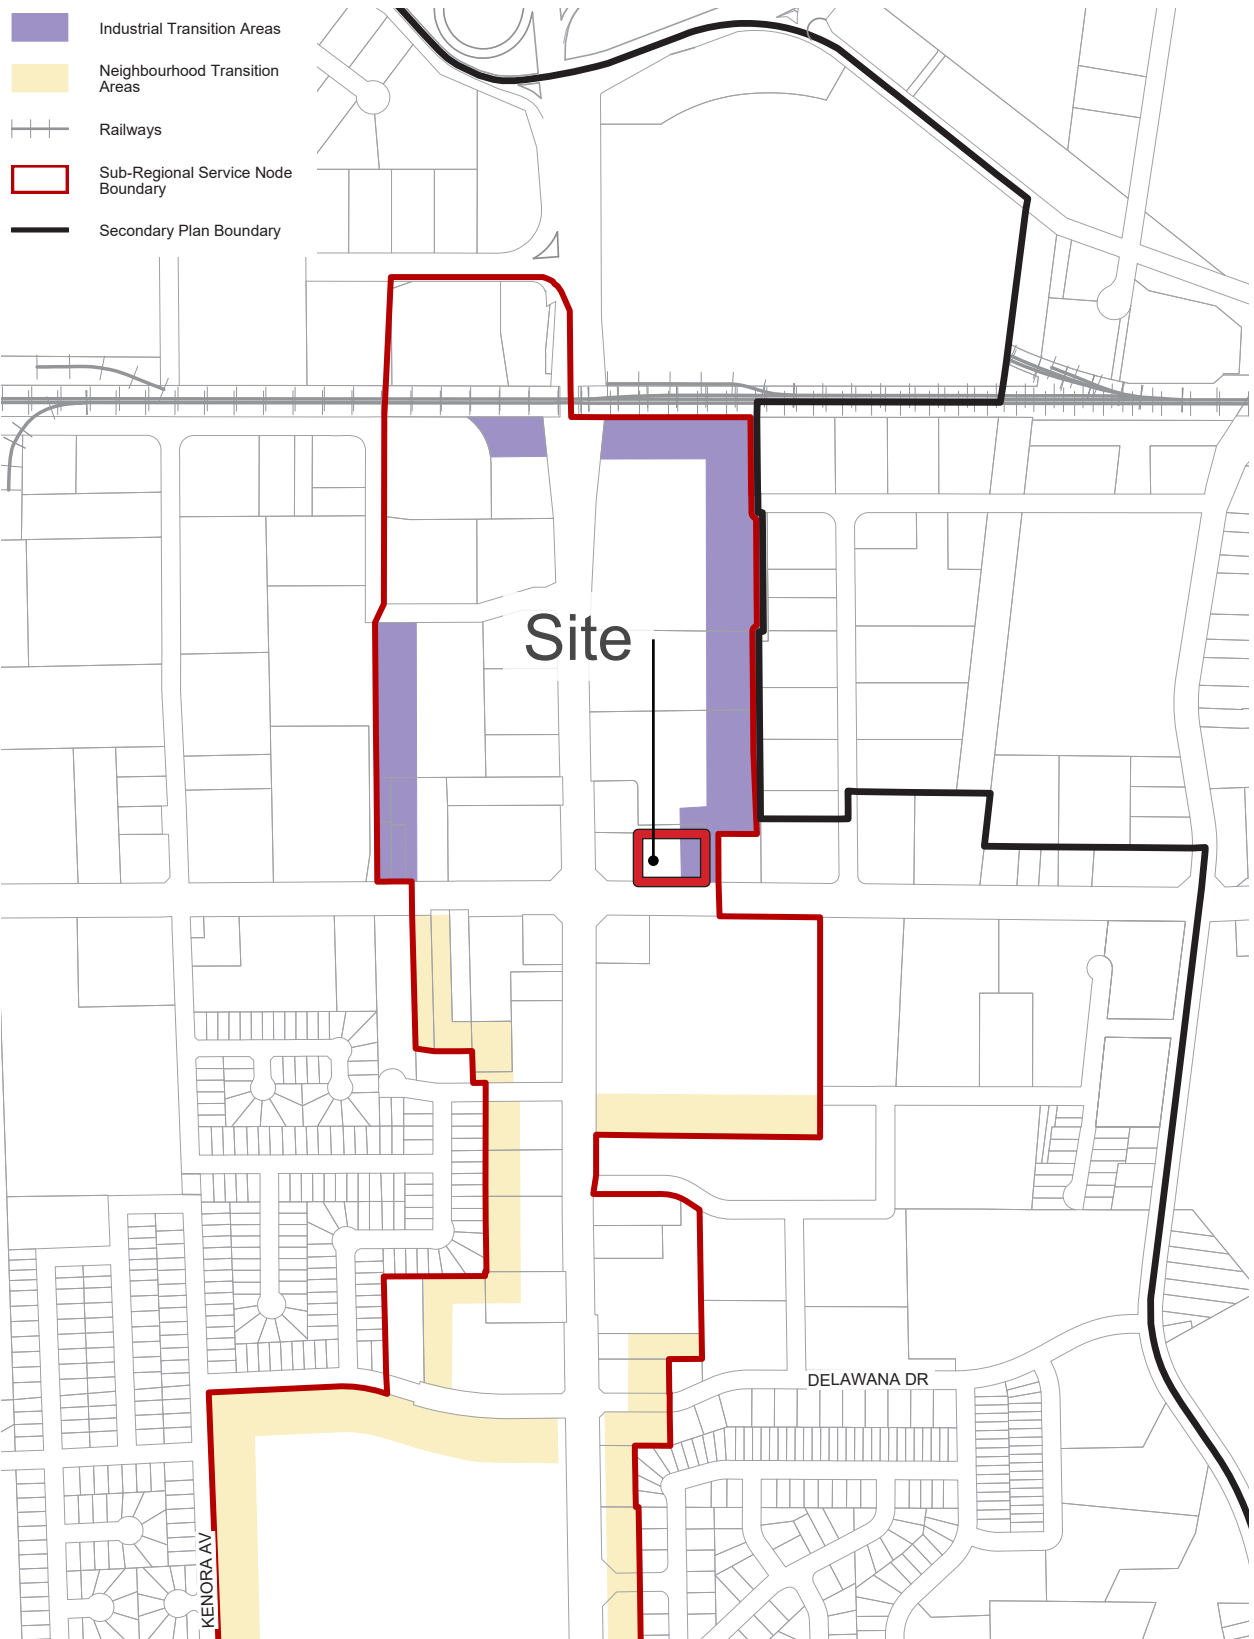 Industrial Transition Areas
Neighbourhood Transition
Areas
Railways
Sub-Regional Service Node
Boundary
Secondary Plan Boundary
Site
DELAWANA DR
KENORA AV